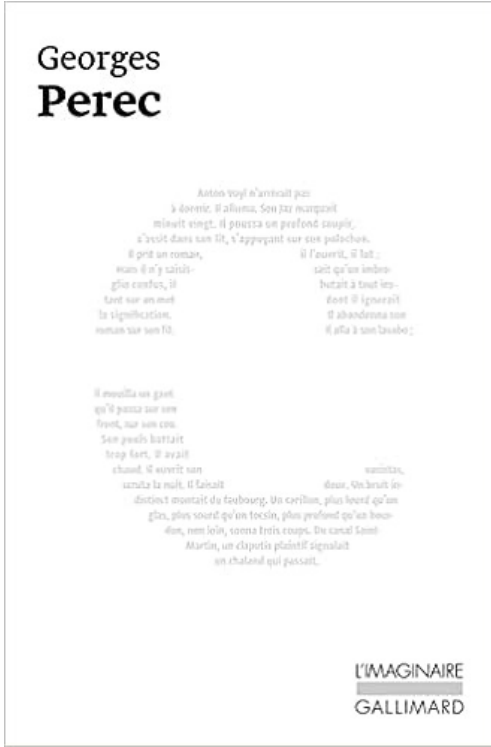 Georges
Perec
Anton Voyl n'arrivait pas
à dormir. Il alluma. Son Jaz marquait
minuit vingt. Il poussa un profond soupir,
s'assit dans son lit, s'appuyant sur son polochon.
Il prit un roman, il l'ouvrit, il lut ;
mais il n'y saisis- sait qu'un imbro-
glio confus, il butait à tout ins-
tant sur un mot dont il ignorait
la signification. Il abandonna son
roman sur son lit. Il alla à son lavabo ;
Il mouilla un gant
qu'il passa sur son
front, sur son cou.
Son pouls battait
trop fort. Il avait
chaud. Il ouvrit son vasistas,
scruta la nuit. Il faisait doux. Un bruit in-
distinct montait du faubourg. Un carillon, plus lourd qu'un
glas, plus sourd qu'un tocsin, plus profond qu'un bour-
don, non loin, sonna trois coups. Du canal Saint-
Martin, un clapotis plaintif signalait
un chaland qui passait.
L'IMAGINAIRE
GALLIMARD